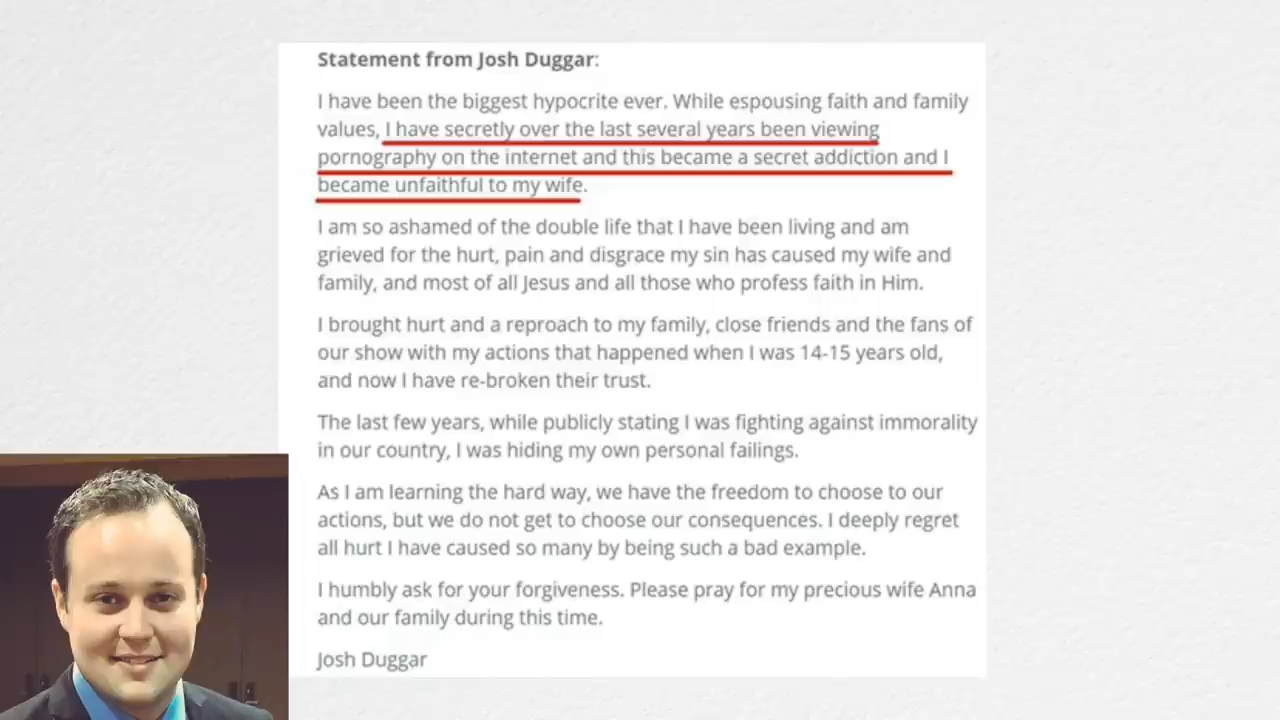 Statement from Josh Duggar:
I have been the biggest hypocrite ever. While espousing faith and family
values, I have secretly over the last several years been viewing
pornography on the internet and this became a secret addiction and I
became unfaithful to my wife.
I am so ashamed of the double life that I have been living and am
grieved for the hurt, pain and disgrace my sin has caused my wife and
family, and most of all Jesus and all those who profess faith in Him.
I brought hurt and a reproach to my family, close friends and the fans of
our show with my actions that happened when I was 14-15 years old,
and now I have re-broken their trust.
The last few years, while publicly stating I was fighting against immorality
in our country, I was hiding my own personal failings.
As I am learning the hard way, we have the freedom to choose to our
actions, but we do not get to choose our consequences. I deeply regret
all hurt I have caused so many by being such a bad example.
I humbly ask for your forgiveness. Please pray for my precious wife Anna
and our family during this time.
Josh Duggar